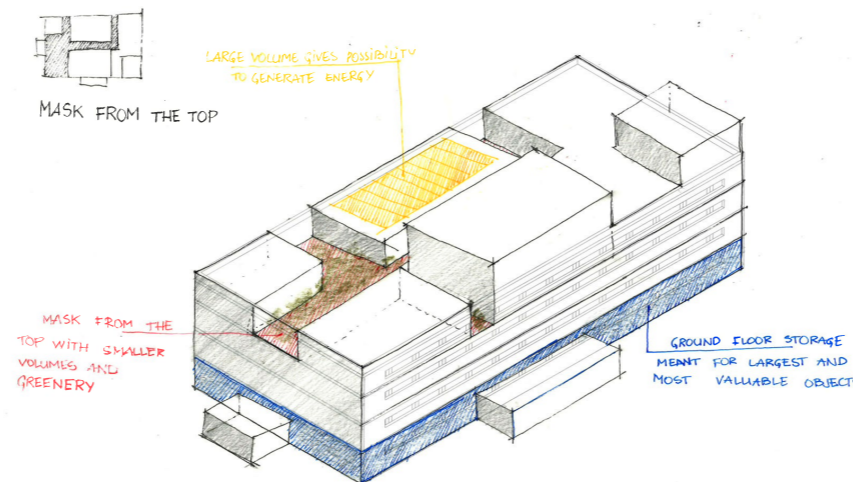 MASK FROM THE TOP
LARGE VOLUME GIVES POSSIBILITY
TO GENERATE ENERGY
MASK FROM THE
TOP WITH SMALLER
VOLUMES AND
GREENERY
GROUND FLOOR STORAGE
MEANT FOR LARGEST AND
MOST VALUABLE OBJECT